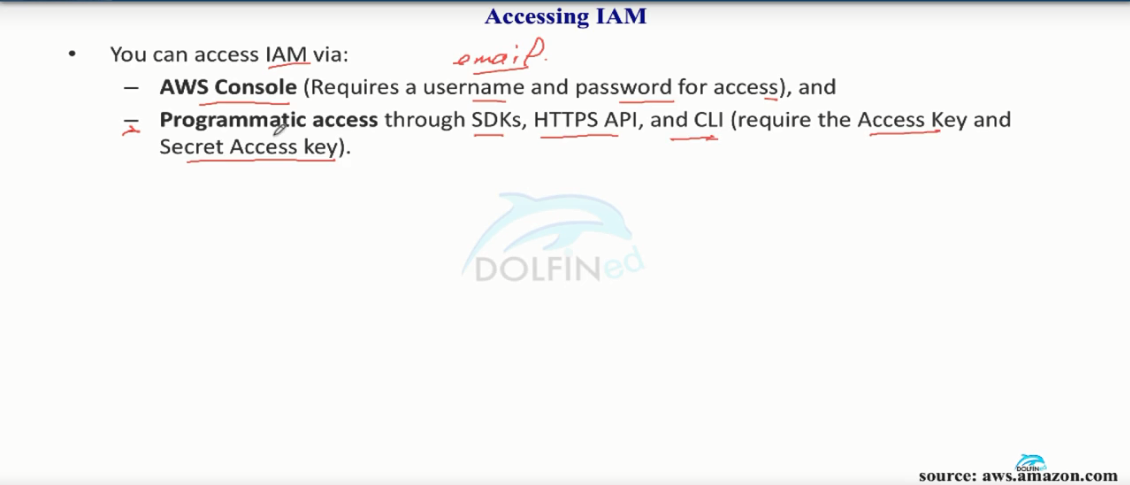 Accessing IAM
• You can access IAM via:
email.
– AWS Console (Requires a username and password for access), and
– Programmatic access through SDKs, HTTPS API, and CLI (require the Access Key and
Secret Access key).
DOLFINed
DOLFINed
source: aws.amazon.com